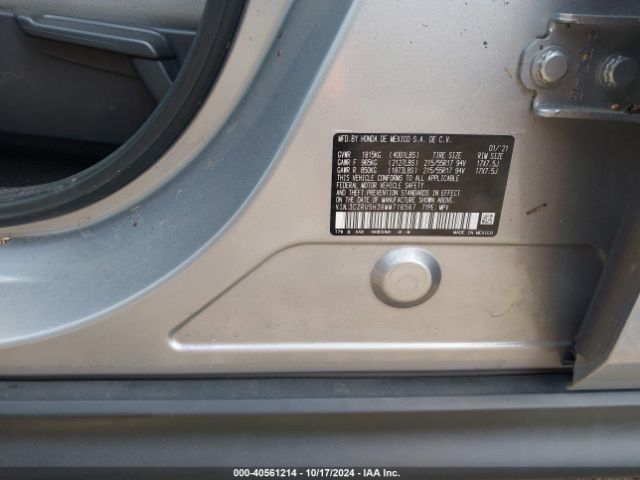 MFD.BY HONDA DE MEXICO S.A. DE C.V.
01/'21
GVWR 1815KG (4001LBS) TIRE SIZE RIM SIZE
GAWR F 965KG (2127LBS) 215/55R17 94V 17X7.5J
GAWR R 850KG (1873LBS) 215/55R17 94V 17X7.5J
THIS VEHICLE CONFORMS TO ALL APPLICABLE
FEDERAL MOTOR VEHICLE SAFETY
AND THEFT PREVENTION STANDARDS IN EFFECT
ON THE DATE OF MANUFACTURE SHOWN ABOVE.
V.I.N:3CZRU5H38MM716567 TYPE: MPV
MADE IN MEXICO
000-40561214 - 10/17/2024 - IAA Inc.